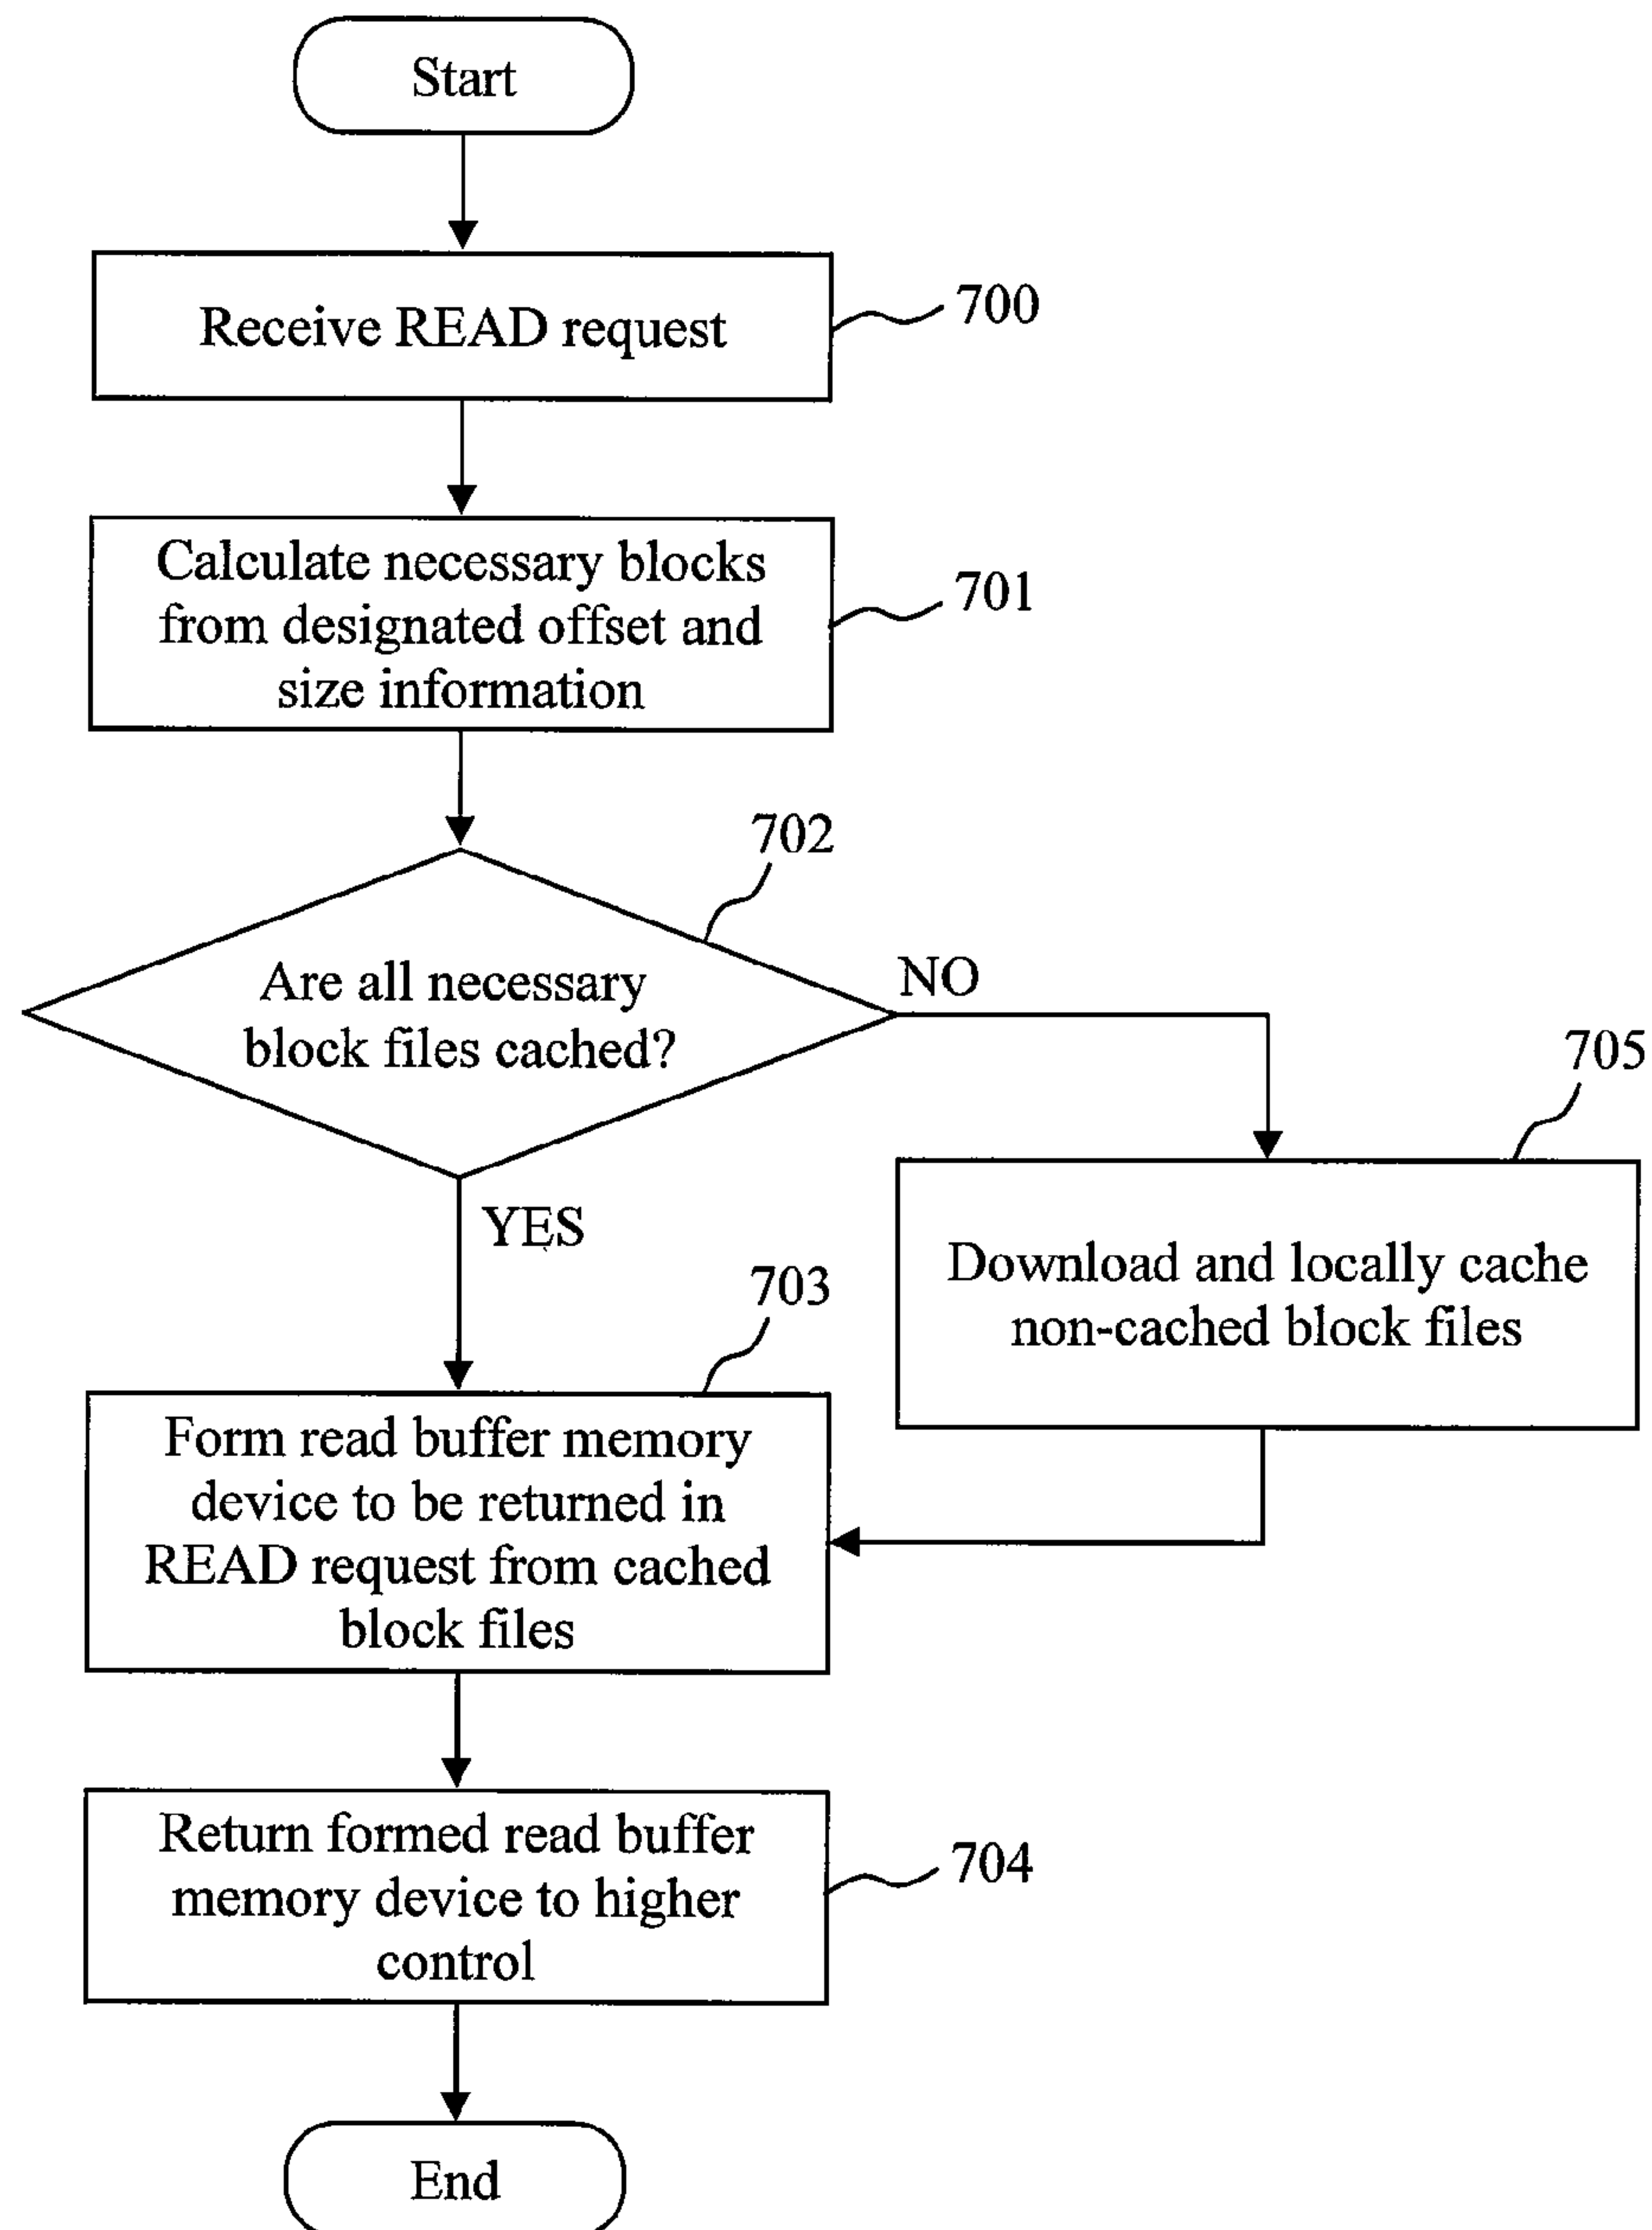 Start
Receive READ request
700
Calculate necessary blocks
from designated offset and
size information
701
702
Are all necessary
block files cached?
NO
YES
705
Download and locally cache
non-cached block files
703
Form read buffer memory
device to be returned in
READ request from cached
block files
Return formed read buffer
memory device to higher
control
704
End